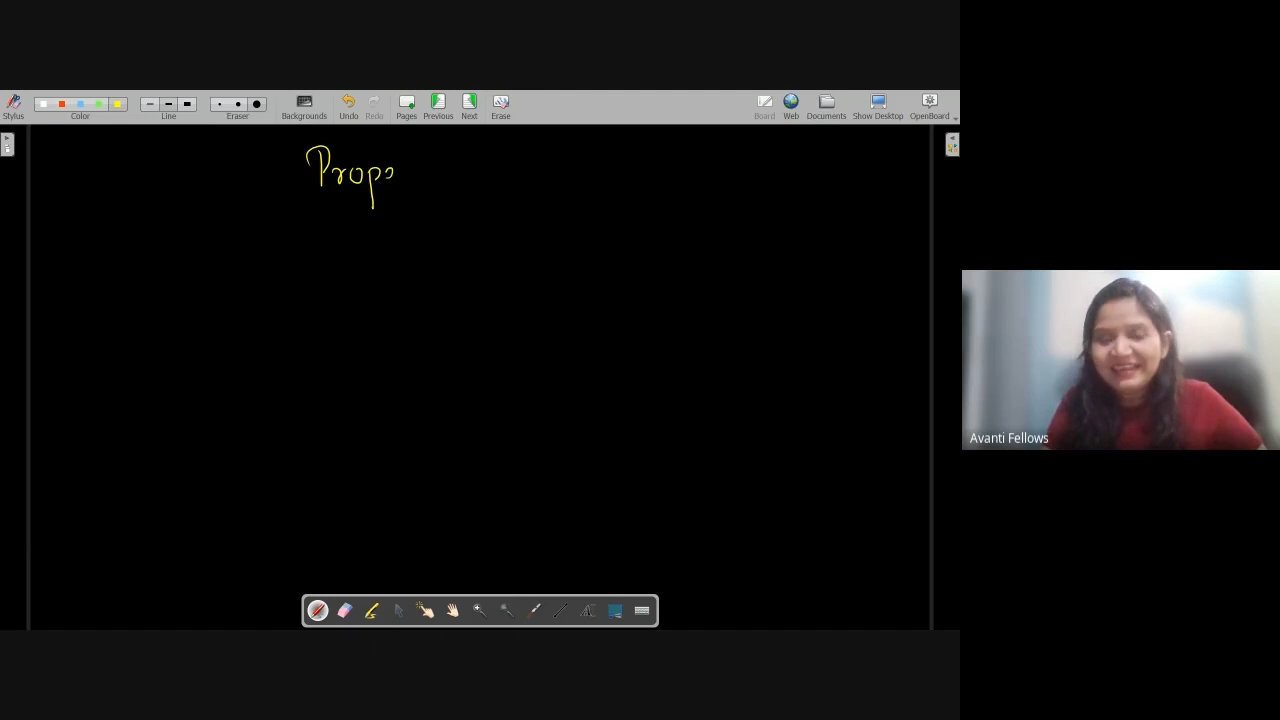 Stylus
Color
Line
Eraser
Backgrounds
Undo
Redo
Pages
Previous
Next
Erase
Board
Web
Documents
Show Desktop
OpenBoard
Prop
Avanti Fellows